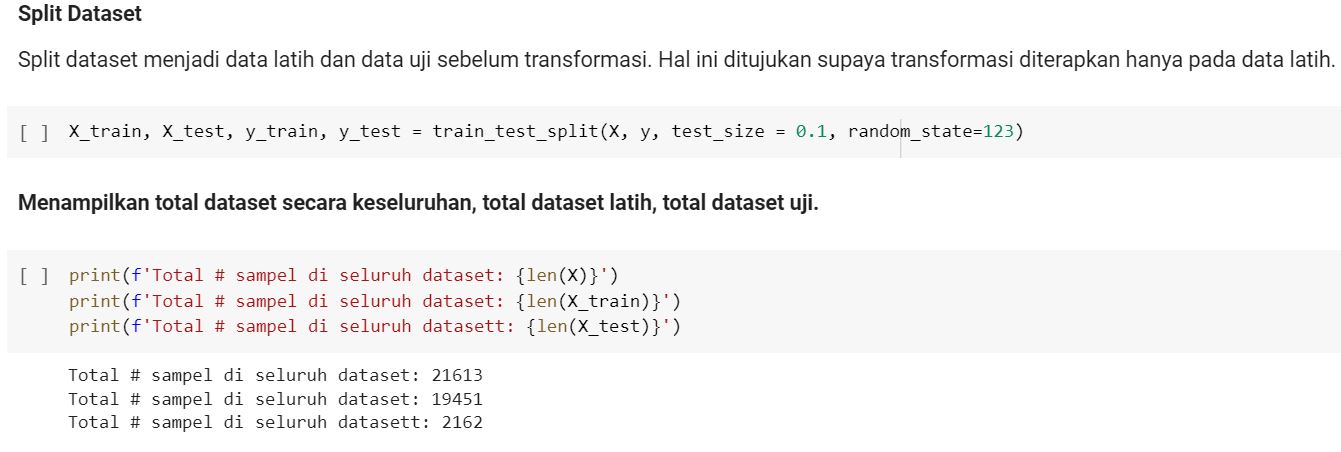 Split Dataset
Split dataset menjadi data latih dan data uji sebelum transformasi. Hal ini ditujukan supaya transformasi diterapkan hanya pada data latih.
[ ] X_train, X_test, y_train, y_test = train_test_split(X, y, test_size = 0.1, random_state=123)
Menampilkan total dataset secara keseluruhan, total dataset latih, total dataset uji.
[ ] print(f'Total # sampel di seluruh dataset: {len(X)}')
print(f'Total # sampel di seluruh dataset: {len(X_train)}')
print(f'Total # sampel di seluruh datasett: {len(X_test)}')
Total # sampel di seluruh dataset: 21613
Total # sampel di seluruh dataset: 19451
Total # sampel di seluruh datasett: 2162